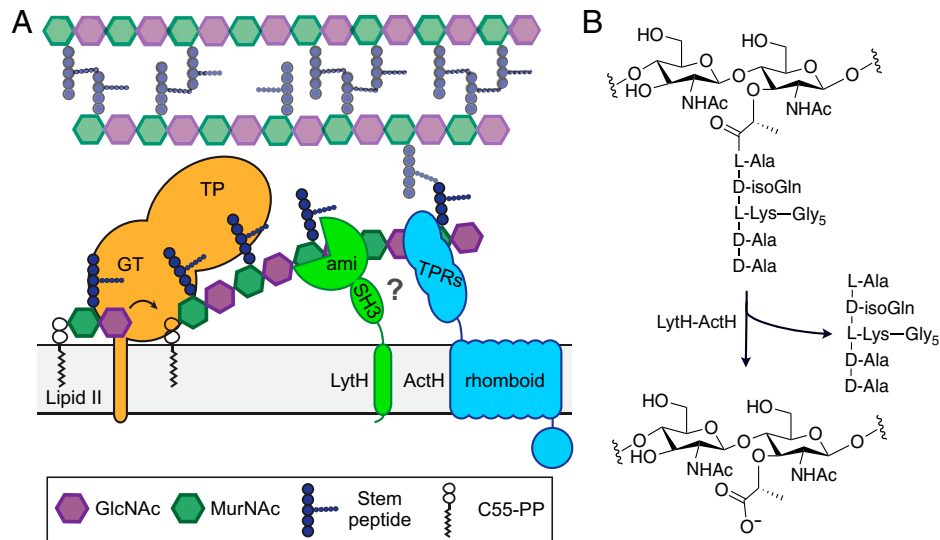 A
TP
GT
ami
SH3
?
TPRs
Lipid II
LytH
ActH
rhomboid
GlcNAc
MurNAc
Stem
peptide
C55-PP
B
HO
HO
O
O
O
O
O
HO
NHAc
O
NHAc
O
L-Ala
D-isoGln
L-Lys—Gly5
D-Ala
D-Ala
LytH-ActH
L-Ala
D-isoGln
L-Lys—Gly5
D-Ala
D-Ala
HO
HO
O
O
O
O
O
HO
NHAc
O
NHAc
O
O⁻